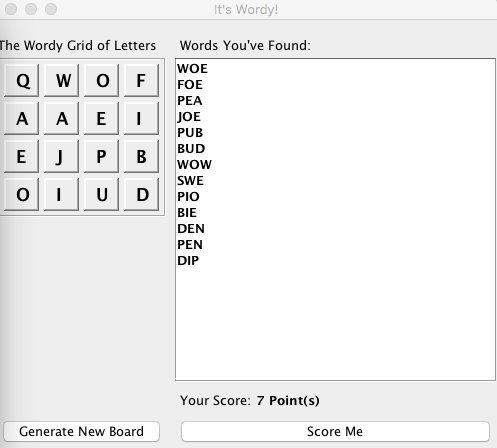 It's Wordy!
The Wordy Grid of Letters
Q W O F
A A E I
E J P B
O I U D
Words You've Found:
WOE
FOE
PEA
JOE
PUB
BUD
WOW
SWE
PIO
BIE
DEN
PEN
DIP
Your Score: 7 Point(s)
Generate New Board
Score Me